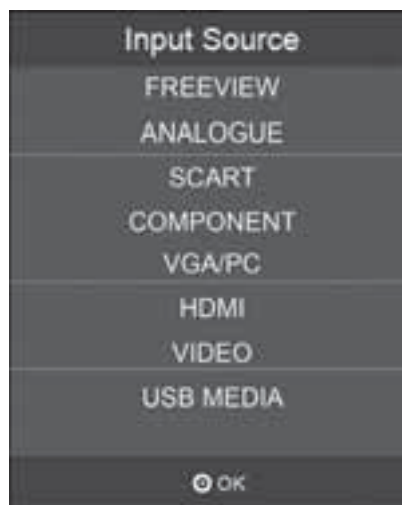 Input Source
FREEVIEW
ANALOGUE
SCART
COMPONENT
VGA/PC
HDMI
VIDEO
USB MEDIA
OK